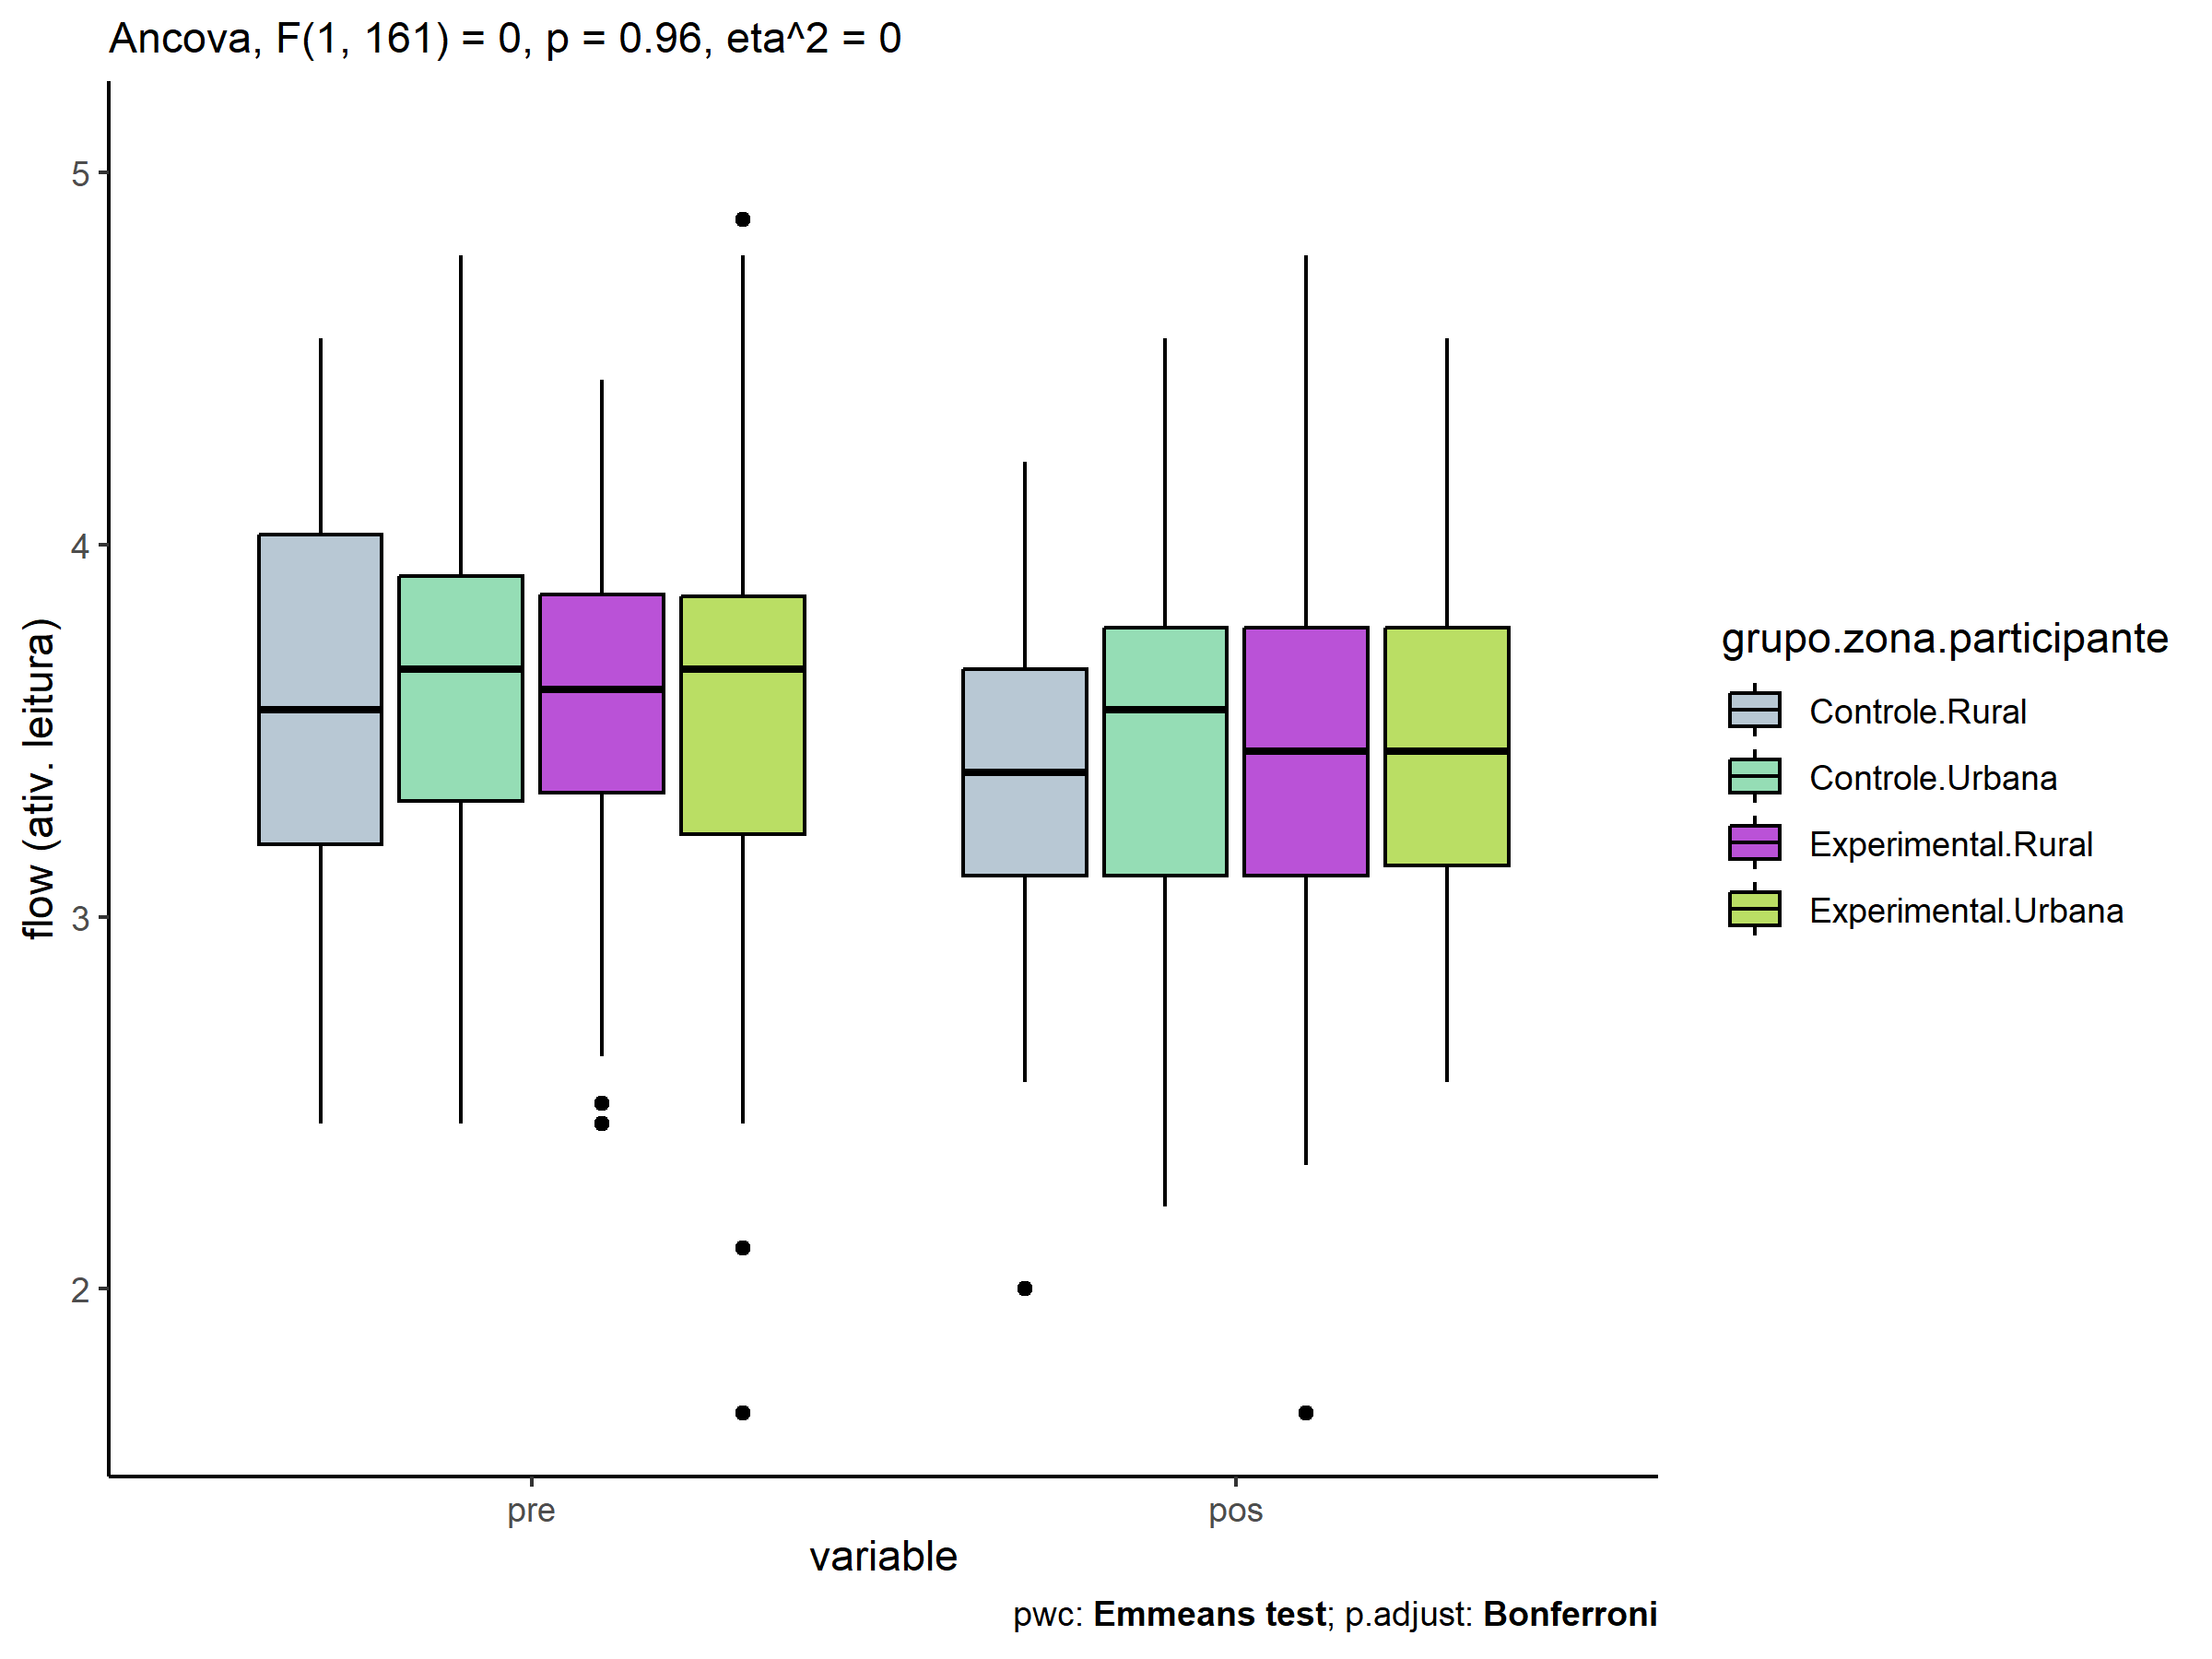 Ancova, F(1, 161) = 0, p = 0.96, eta^2 = 0
flow (ativ. leitura)
5
4
3
2
pre
pos
variable
pwc: Emmeans test; p.adjust: Bonferroni
grupo.zona.participante
Controle.Rural
Controle.Urbana
Experimental.Rural
Experimental.Urbana